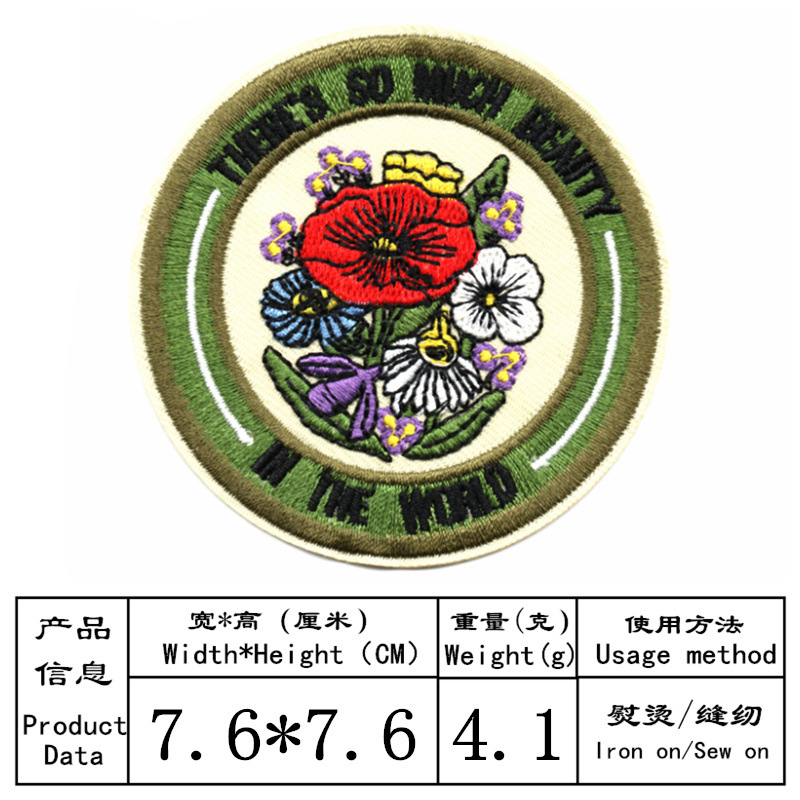 THERE'S SO MUCH BEAUTY
IN THE WORLD
产品
信息
Product
Data
宽*高 (厘米)
Width*Height (CM)
重量(克)
Weight(g)
使用方法
Usage method
7.6*7.6
4.1
熨烫/缝纫
Iron on/Sew on